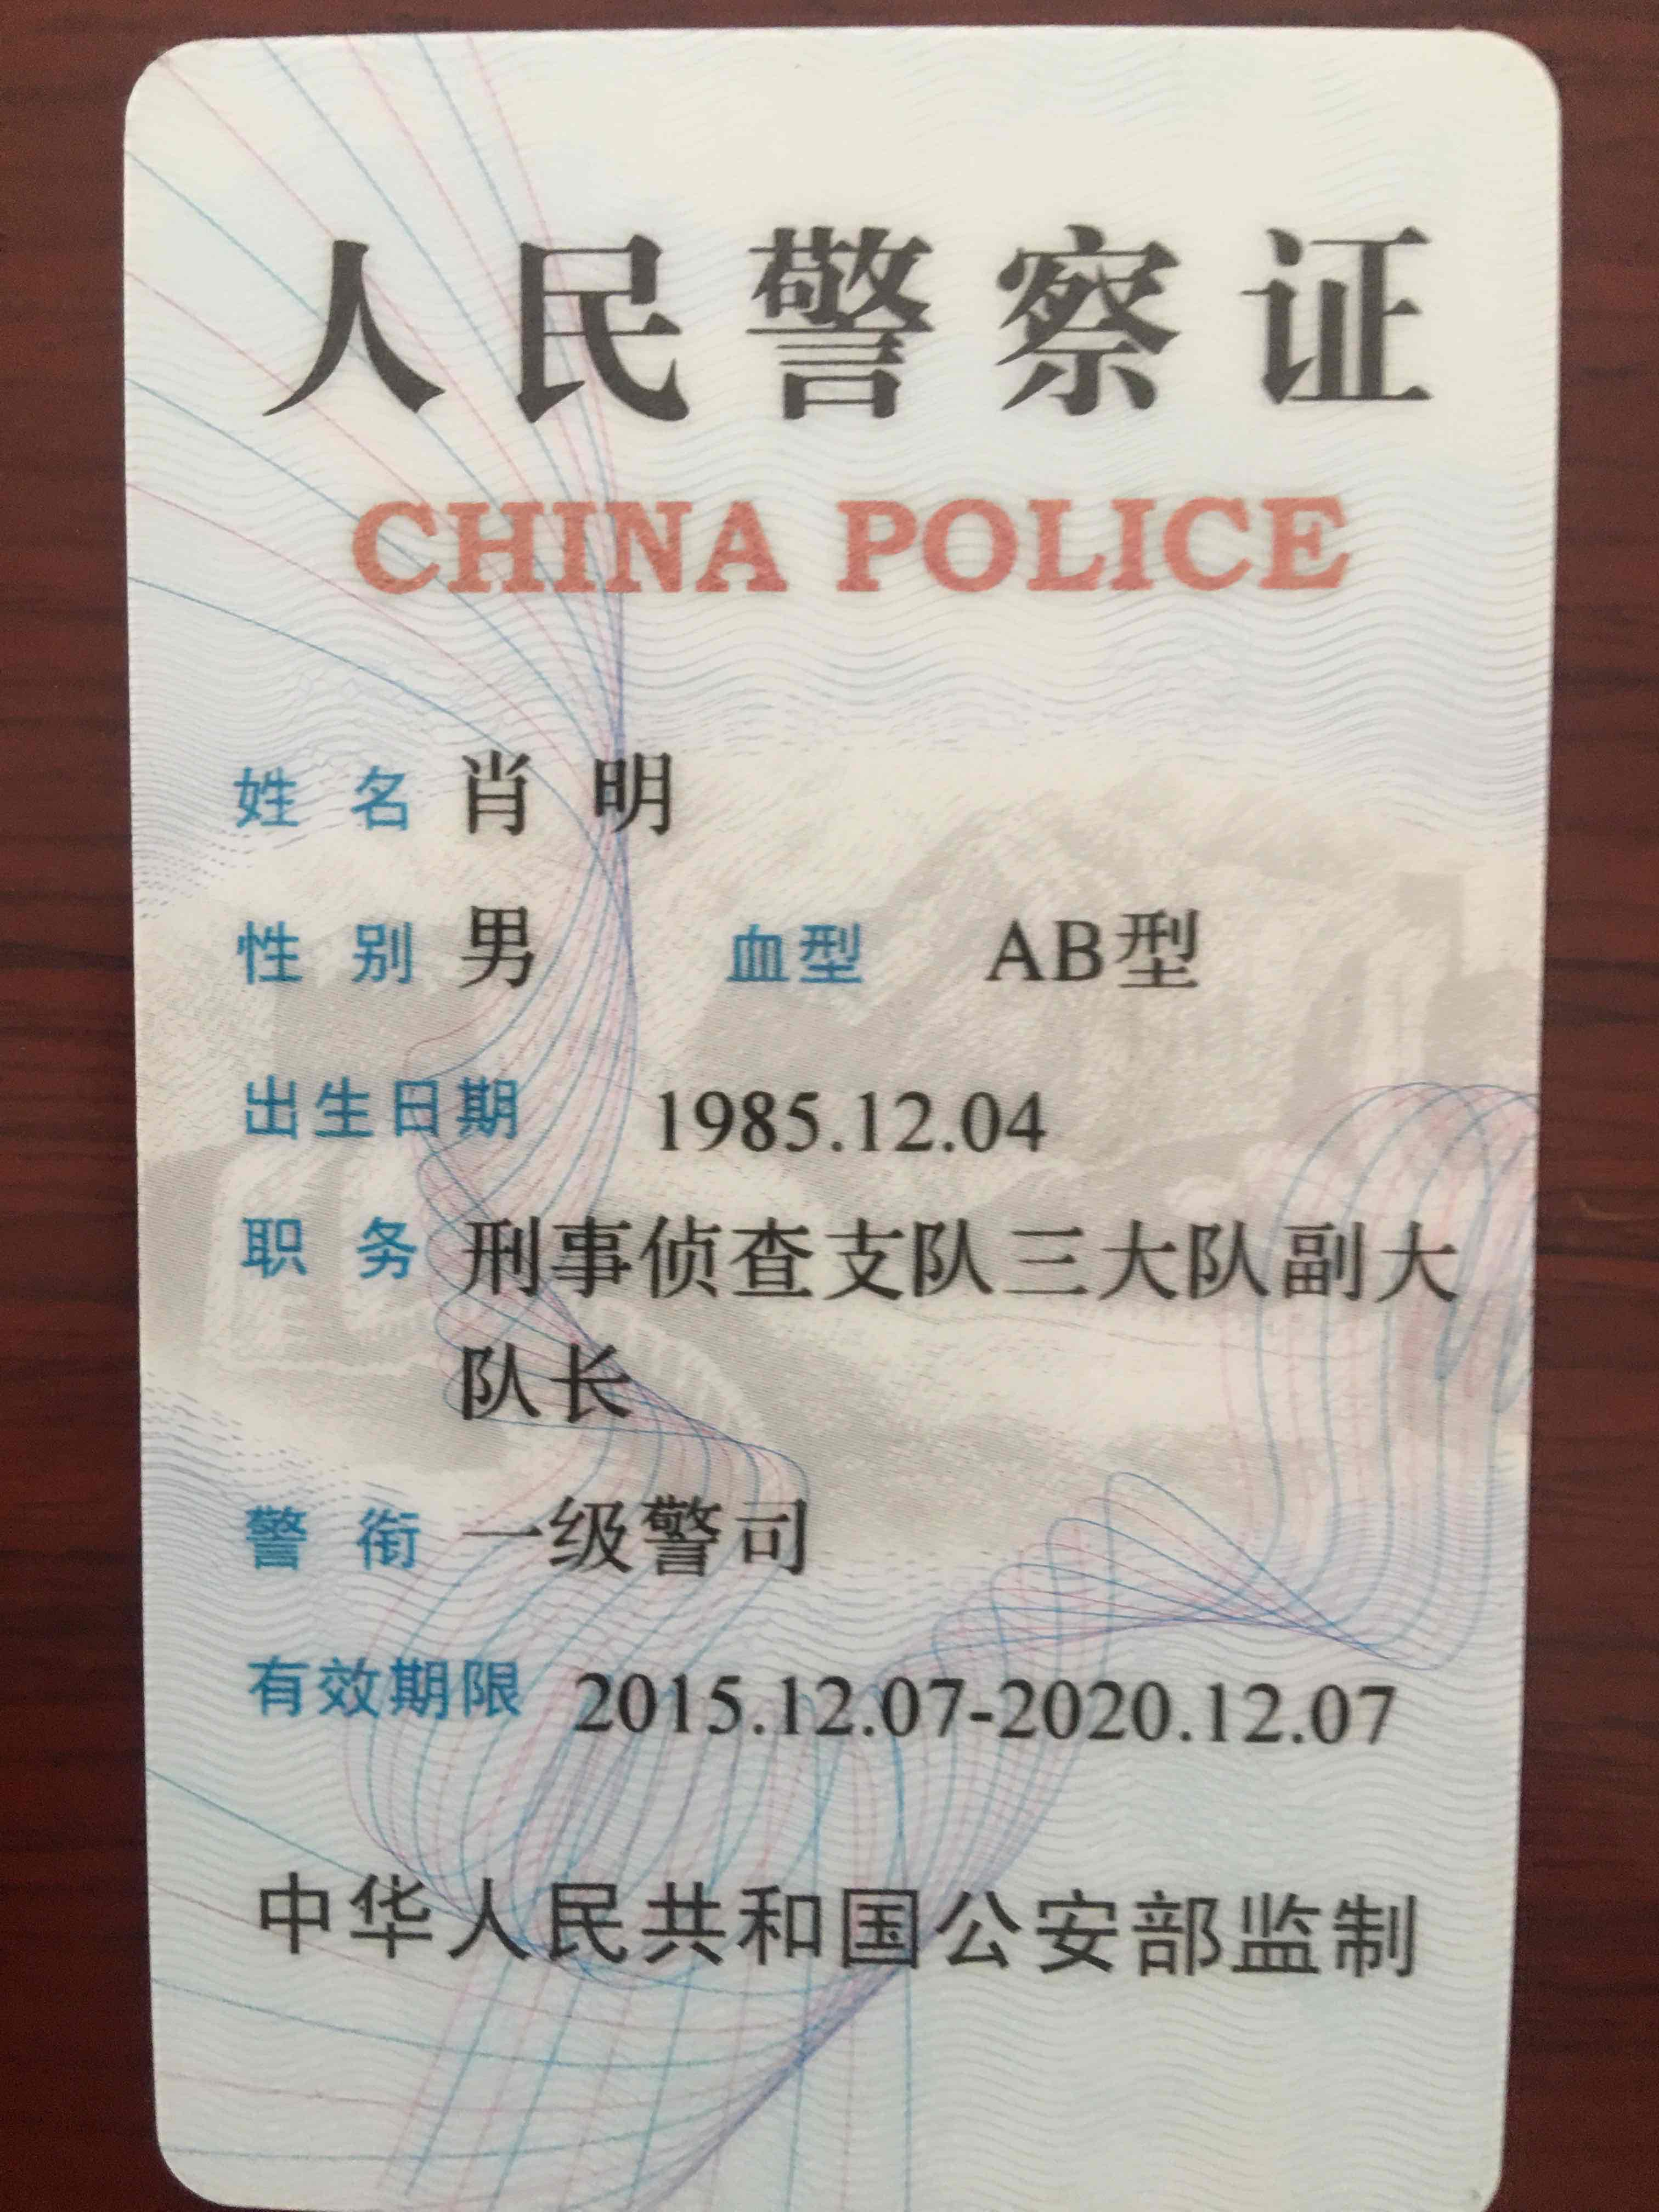 人民警察证
CHINA POLICE
姓 名 肖 明
性 别 男 血型 AB型
出生日期 1985.12.04
职 务 刑事侦查支队三大队副大
队长
警 衔 一级警司
有效期限 2015.12.07-2020.12.07
中华人民共和国公安部监制